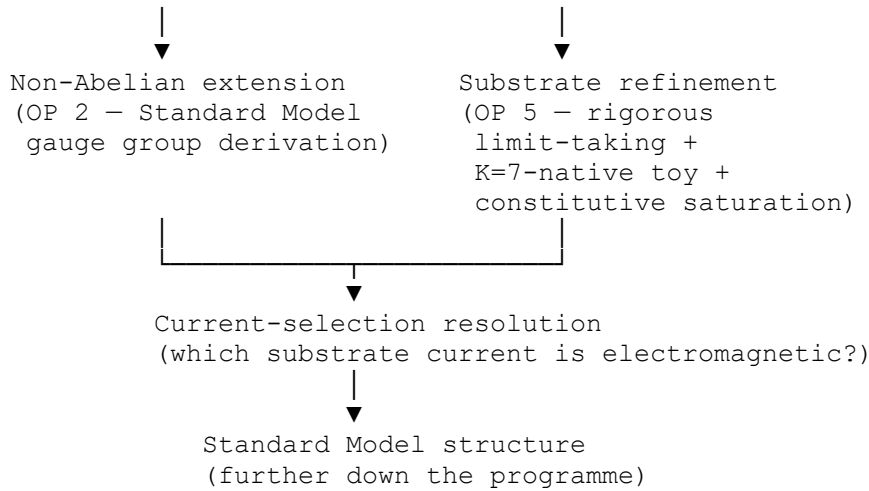 Non-Abelian extension Substrate refinement
(OP 2 — Standard Model (OP 5 — rigorous
gauge group derivation) limit-taking +
K=7-native toy +
constitutive saturation)
Current-selection resolution
(which substrate current is electromagnetic?)
Standard Model structure
(further down the programme)